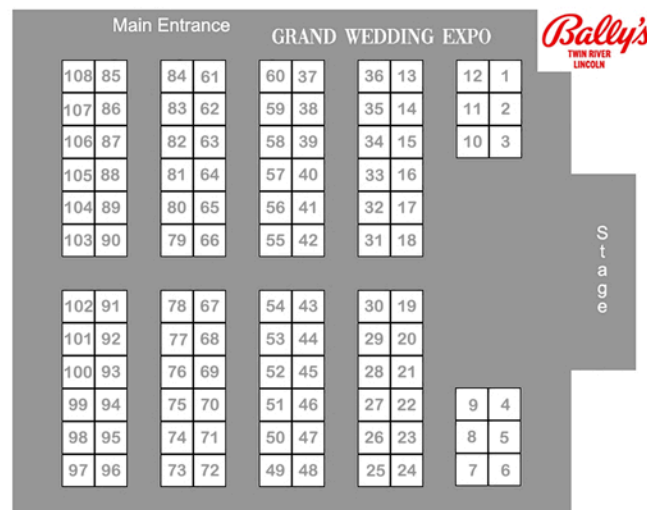 Main Entrance
GRAND WEDDING EXPO
Bally's
TWIN RIVER
LINCOLN
108 85 84 61 60 37 36 13 12 1
107 86 83 62 59 38 35 14 11 2
106 87 82 63 58 39 34 15 10 3
105 88 81 64 57 40 33 16
104 89 80 65 56 41 32 17
103 90 79 66 55 42 31 18
Stage
102 91 78 67 54 43 30 19
101 92 77 68 53 44 29 20
100 93 76 69 52 45 28 21
99 94 75 70 51 46 27 22 9 4
98 95 74 71 50 47 26 23 8 5
97 96 73 72 49 48 25 24 7 6